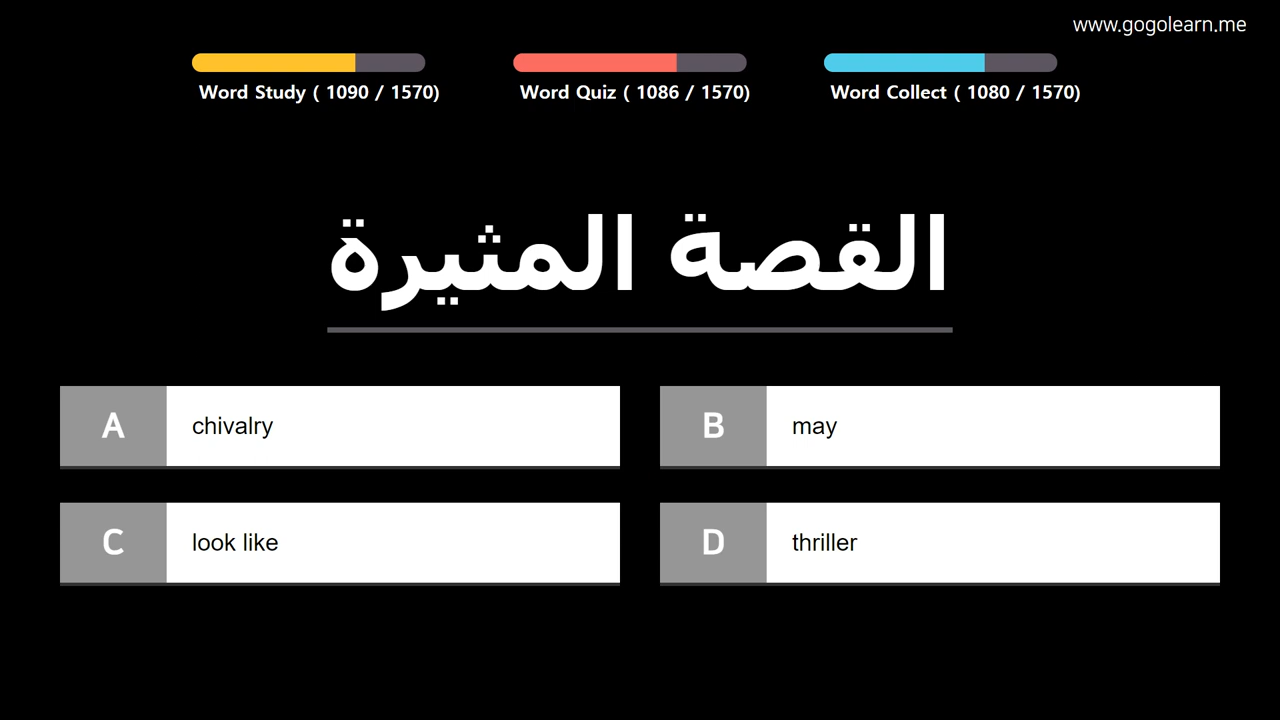 www.gogolearn.me
Word Study ( 1090 / 1570)
Word Quiz ( 1086 / 1570)
Word Collect ( 1080 / 1570)
القصة المثيرة
A chivalry
B may
C look like
D thriller